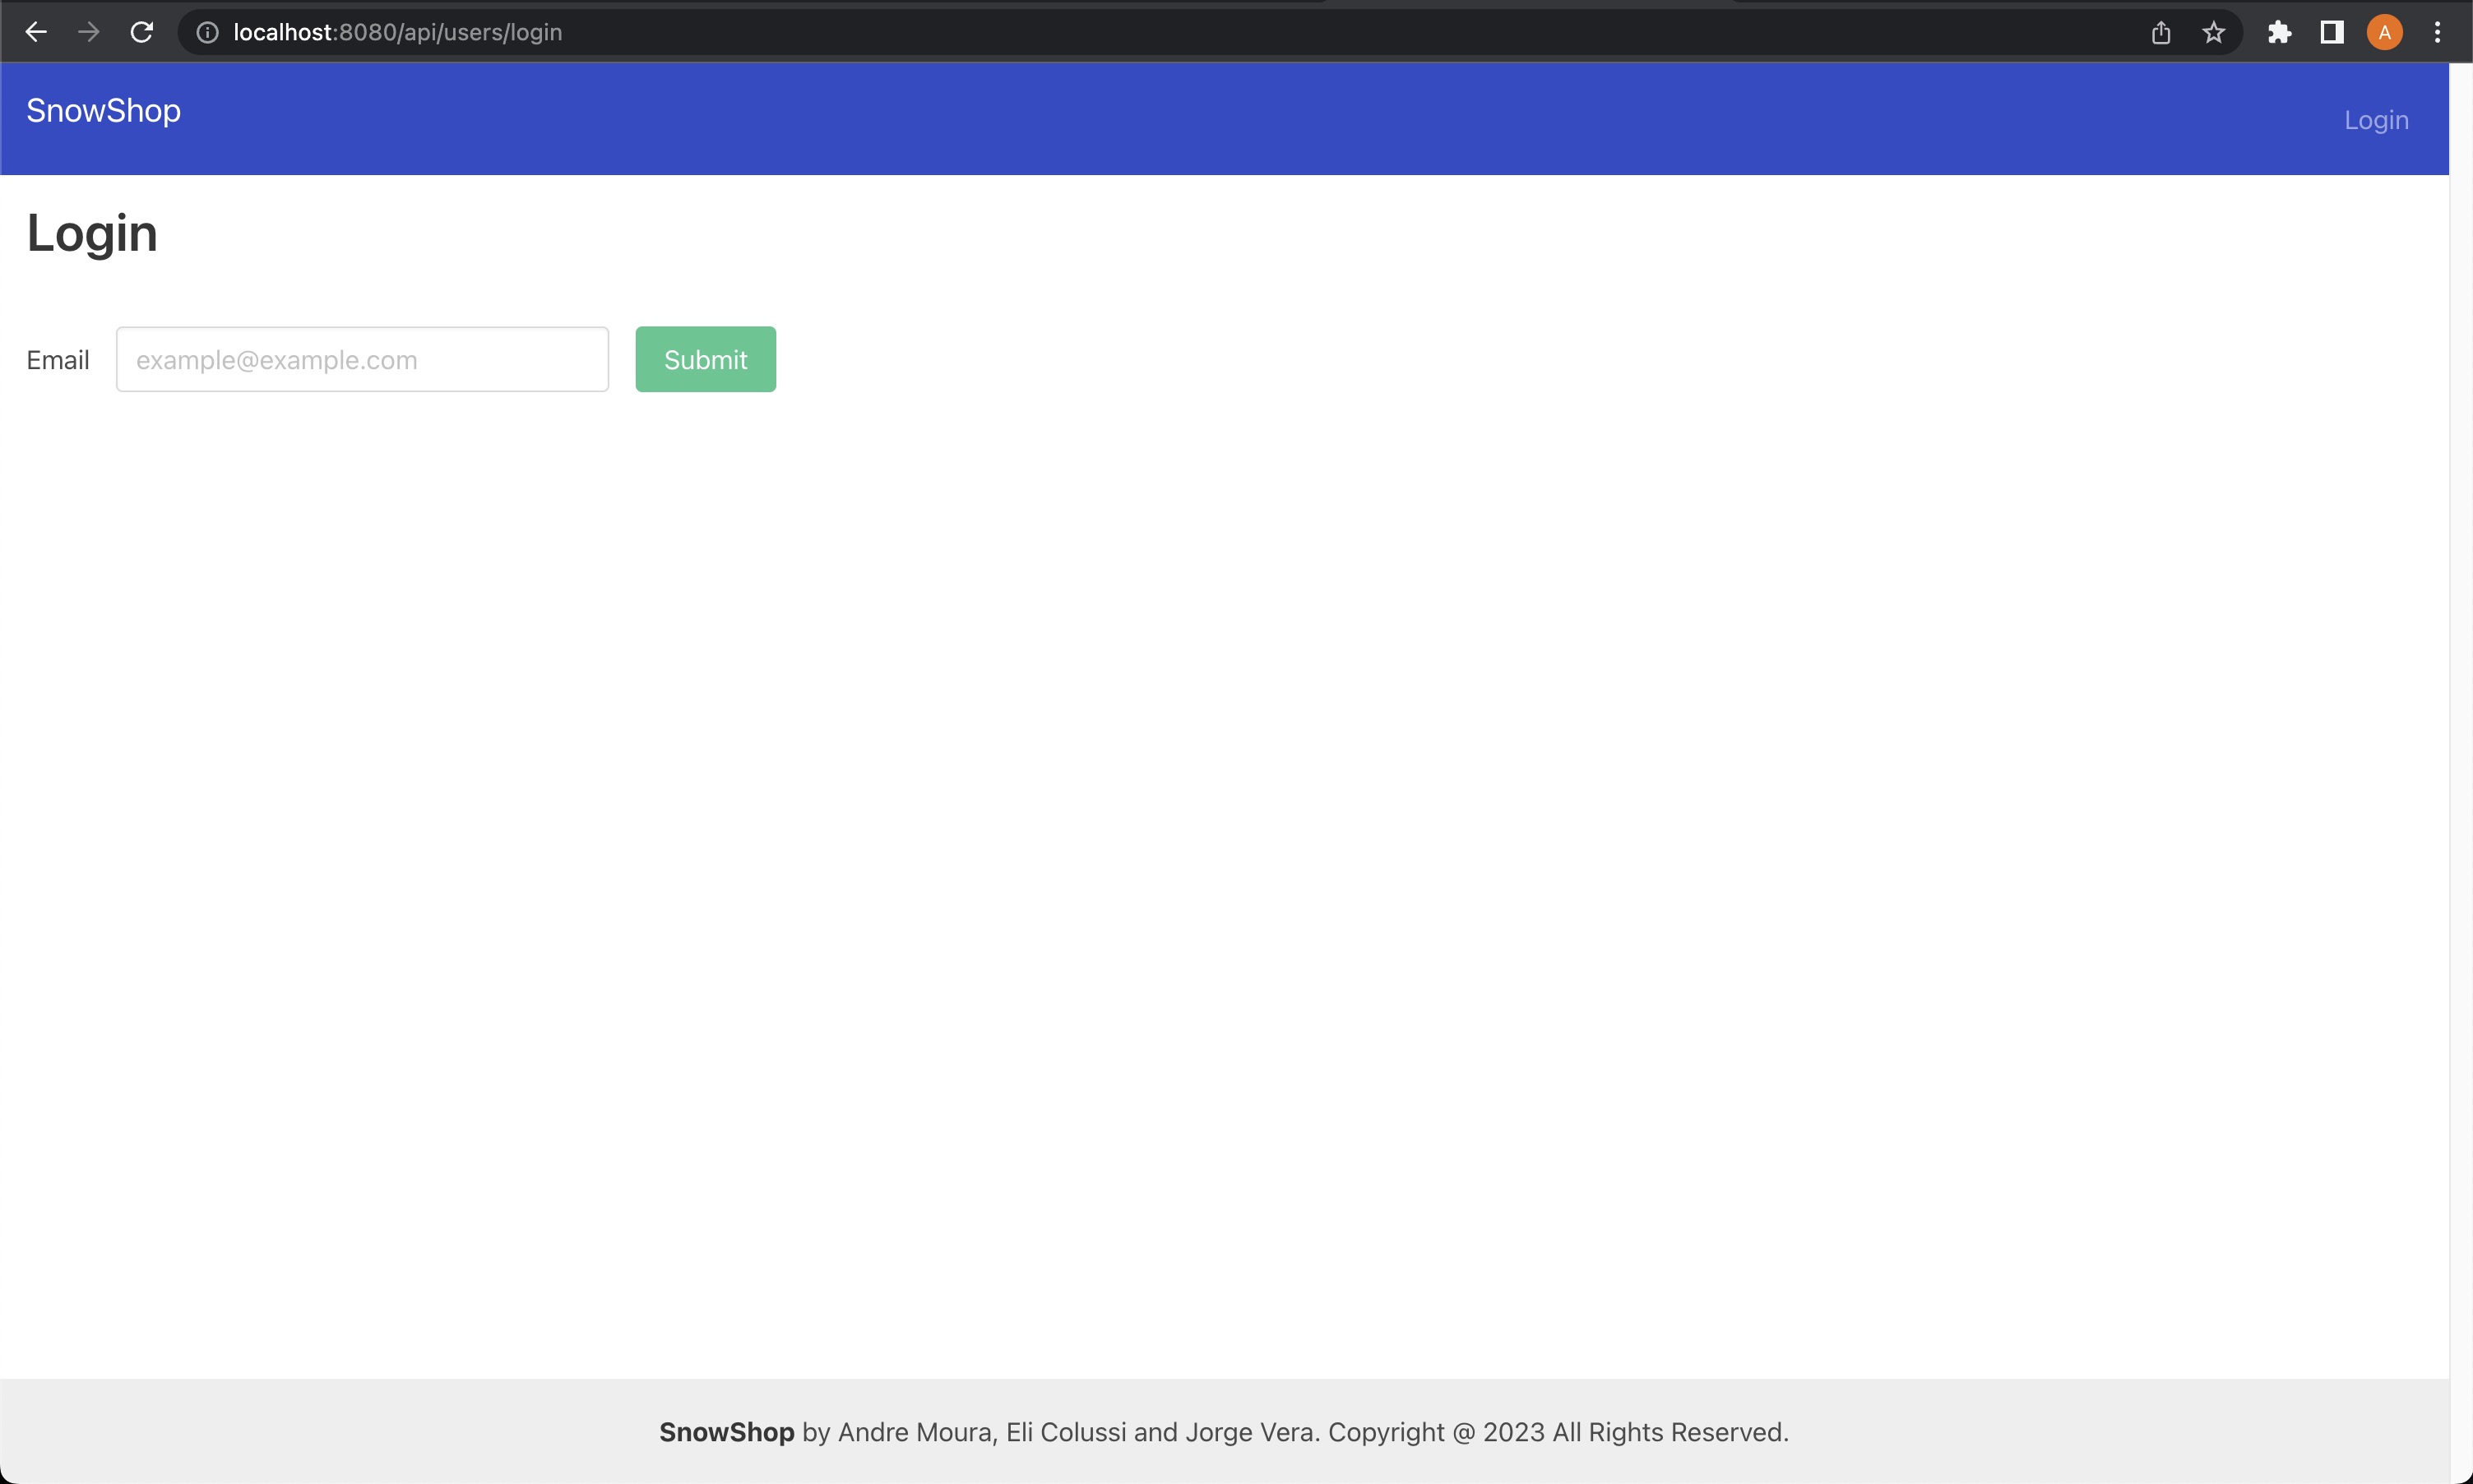 localhost:8080/api/users/login
A
SnowShop
Login
Login
Email example@example.com Submit
SnowShop by Andre Moura, Eli Colussi and Jorge Vera. Copyright @ 2023 All Rights Reserved.